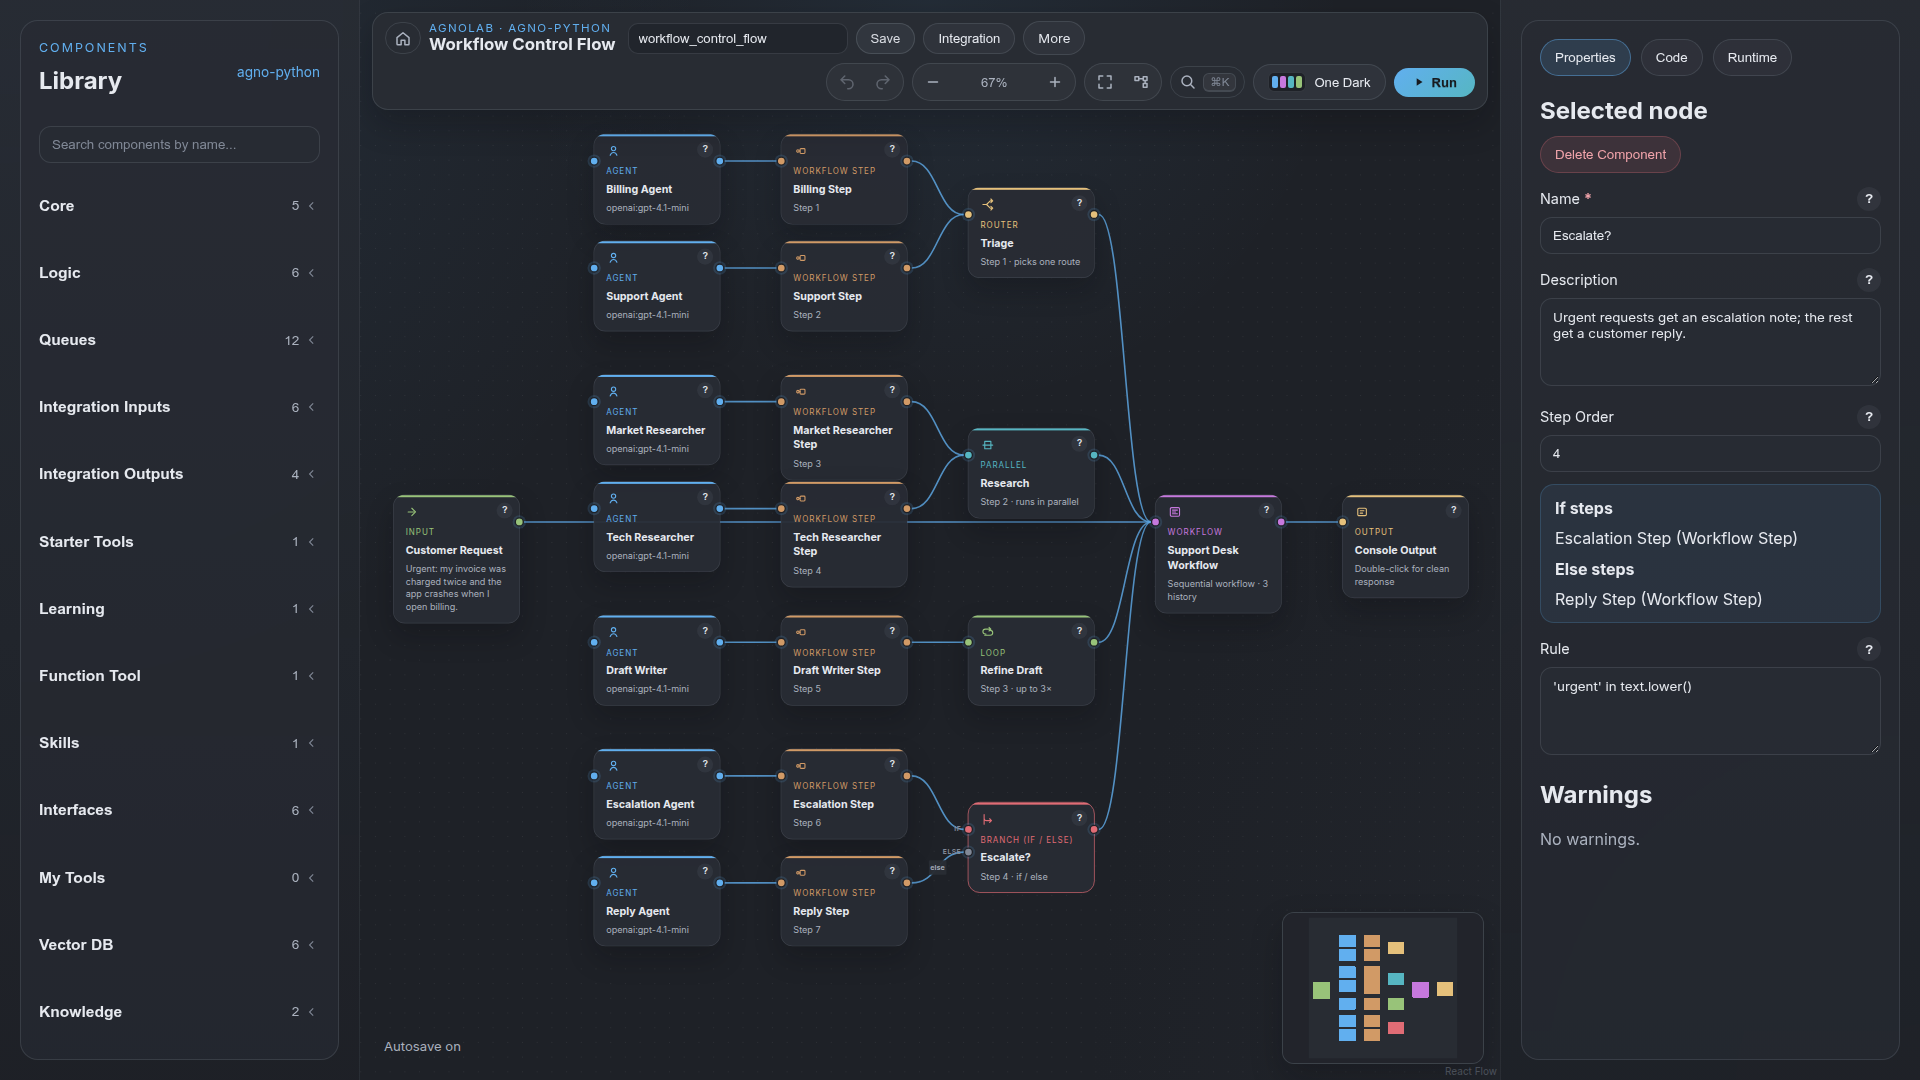 COMPONENTS
Library
agno-python
Search components by name...
Core 5
Logic 6
Queues 12
Integration Inputs 6
Integration Outputs 4
Starter Tools 1
Learning 1
Function Tool 1
Skills 1
Interfaces 6
My Tools 0
Vector DB 6
Knowledge 2
AGNOLAB · AGNO-PYTHON
Workflow Control Flow
workflow_control_flow
Save
Integration
More
67%
⌘K
One Dark
Run
?
AGENT
Billing Agent
openai:gpt-4.1-mini
?
WORKFLOW STEP
Billing Step
Step 1
?
AGENT
Support Agent
openai:gpt-4.1-mini
?
WORKFLOW STEP
Support Step
Step 2
?
ROUTER
Triage
Step 1 · picks one route
?
AGENT
Market Researcher
openai:gpt-4.1-mini
?
WORKFLOW STEP
Market Researcher
Step
Step 3
?
AGENT
Tech Researcher
openai:gpt-4.1-mini
?
WORKFLOW STEP
Tech Researcher
Step
Step 4
?
PARALLEL
Research
Step 2 · runs in parallel
?
INPUT
Customer Request
Urgent: my invoice was
charged twice and the
app crashes when I
open billing.
?
WORKFLOW
Support Desk
Workflow
Sequential workflow · 3
history
?
OUTPUT
Console Output
Double-click for clean
response
?
AGENT
Draft Writer
openai:gpt-4.1-mini
?
WORKFLOW STEP
Draft Writer Step
Step 5
?
LOOP
Refine Draft
Step 3 · up to 3×
?
AGENT
Escalation Agent
openai:gpt-4.1-mini
?
WORKFLOW STEP
Escalation Step
Step 6
?
AGENT
Reply Agent
openai:gpt-4.1-mini
?
WORKFLOW STEP
Reply Step
Step 7
IF
ELSE
else
?
BRANCH (IF / ELSE)
Escalate?
Step 4 · if / else
Autosave on
React Flow
Properties
Code
Runtime
Selected node
Delete Component
Name * ?
Escalate?
Description ?
Urgent requests get an escalation note; the rest
get a customer reply.
Step Order ?
4
If steps
Escalation Step (Workflow Step)
Else steps
Reply Step (Workflow Step)
Rule ?
'urgent' in text.lower()
Warnings
No warnings.